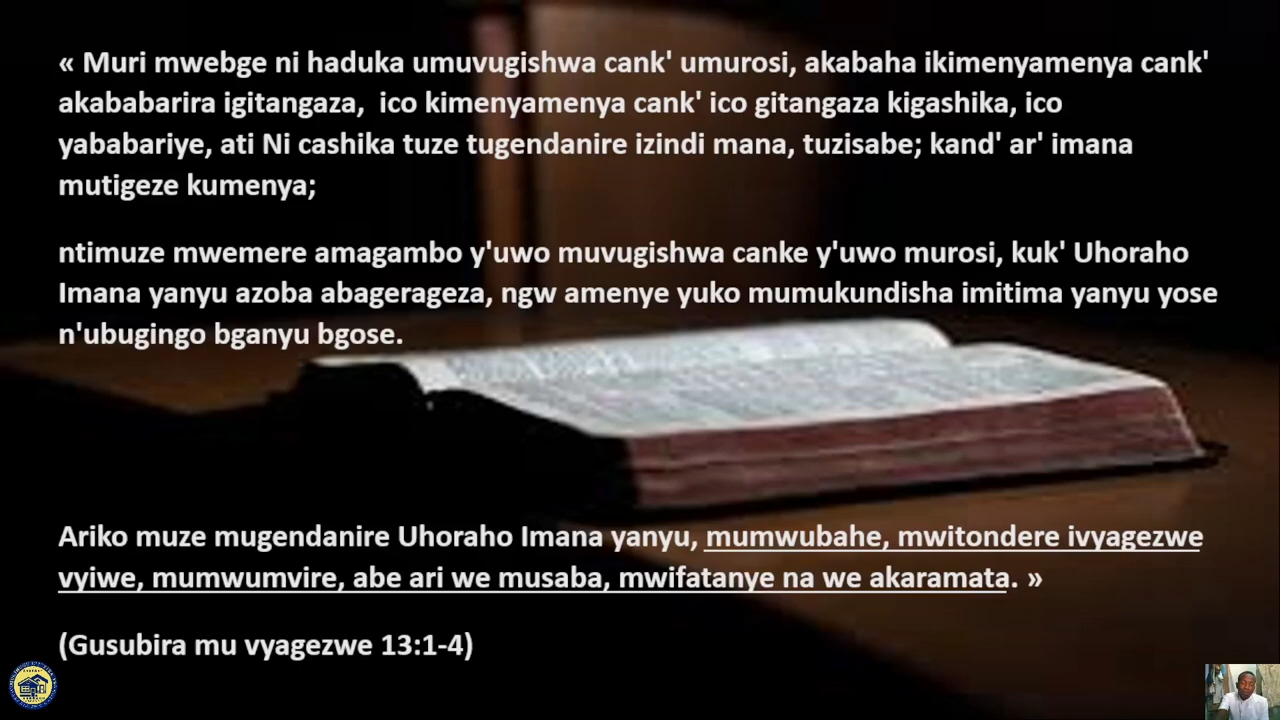 « Muri mwebge ni haduka umuvugishwa cank' umurosi, akabaha ikimenyamenya cank'
akababarira igitangaza, ico kimenyamenya cank' ico gitangaza kigashika, ico
yababariye, ati Ni cashika tuze tugendanire izindi mana, tuzisabe; kand' ar' imana
mutigeze kumenya;
ntimuze mwemere amagambo y'uwo muvugishwa canke y'uwo murosi, kuk' Uhoraho
Imana yanyu azoba abagerageza, ngw amenye yuko mumukundisha imitima yanyu yose
n'ubugingo bganyu bgose.
Ariko muze mugendanire Uhoraho Imana yanyu, mumwubahe, mwitondere ivyagezwe
vyiwe, mumwumvire, abe ari we musaba, mwifatanye na we akaramata. »
(Gusubira mu vyagezwe 13:1-4)